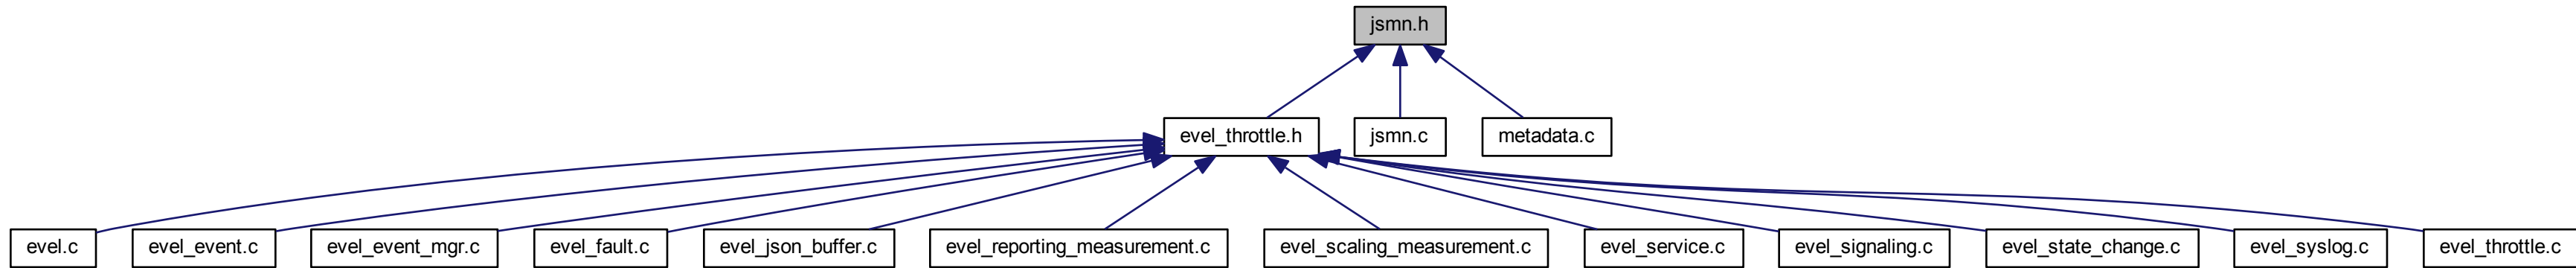 jsmn.h
evel_throttle.h
jsmn.c
metadata.c
evel.c
evel_event.c
evel_event_mgr.c
evel_fault.c
evel_json_buffer.c
evel_reporting_measurement.c
evel_scaling_measurement.c
evel_service.c
evel_signaling.c
evel_state_change.c
evel_syslog.c
evel_throttle.c